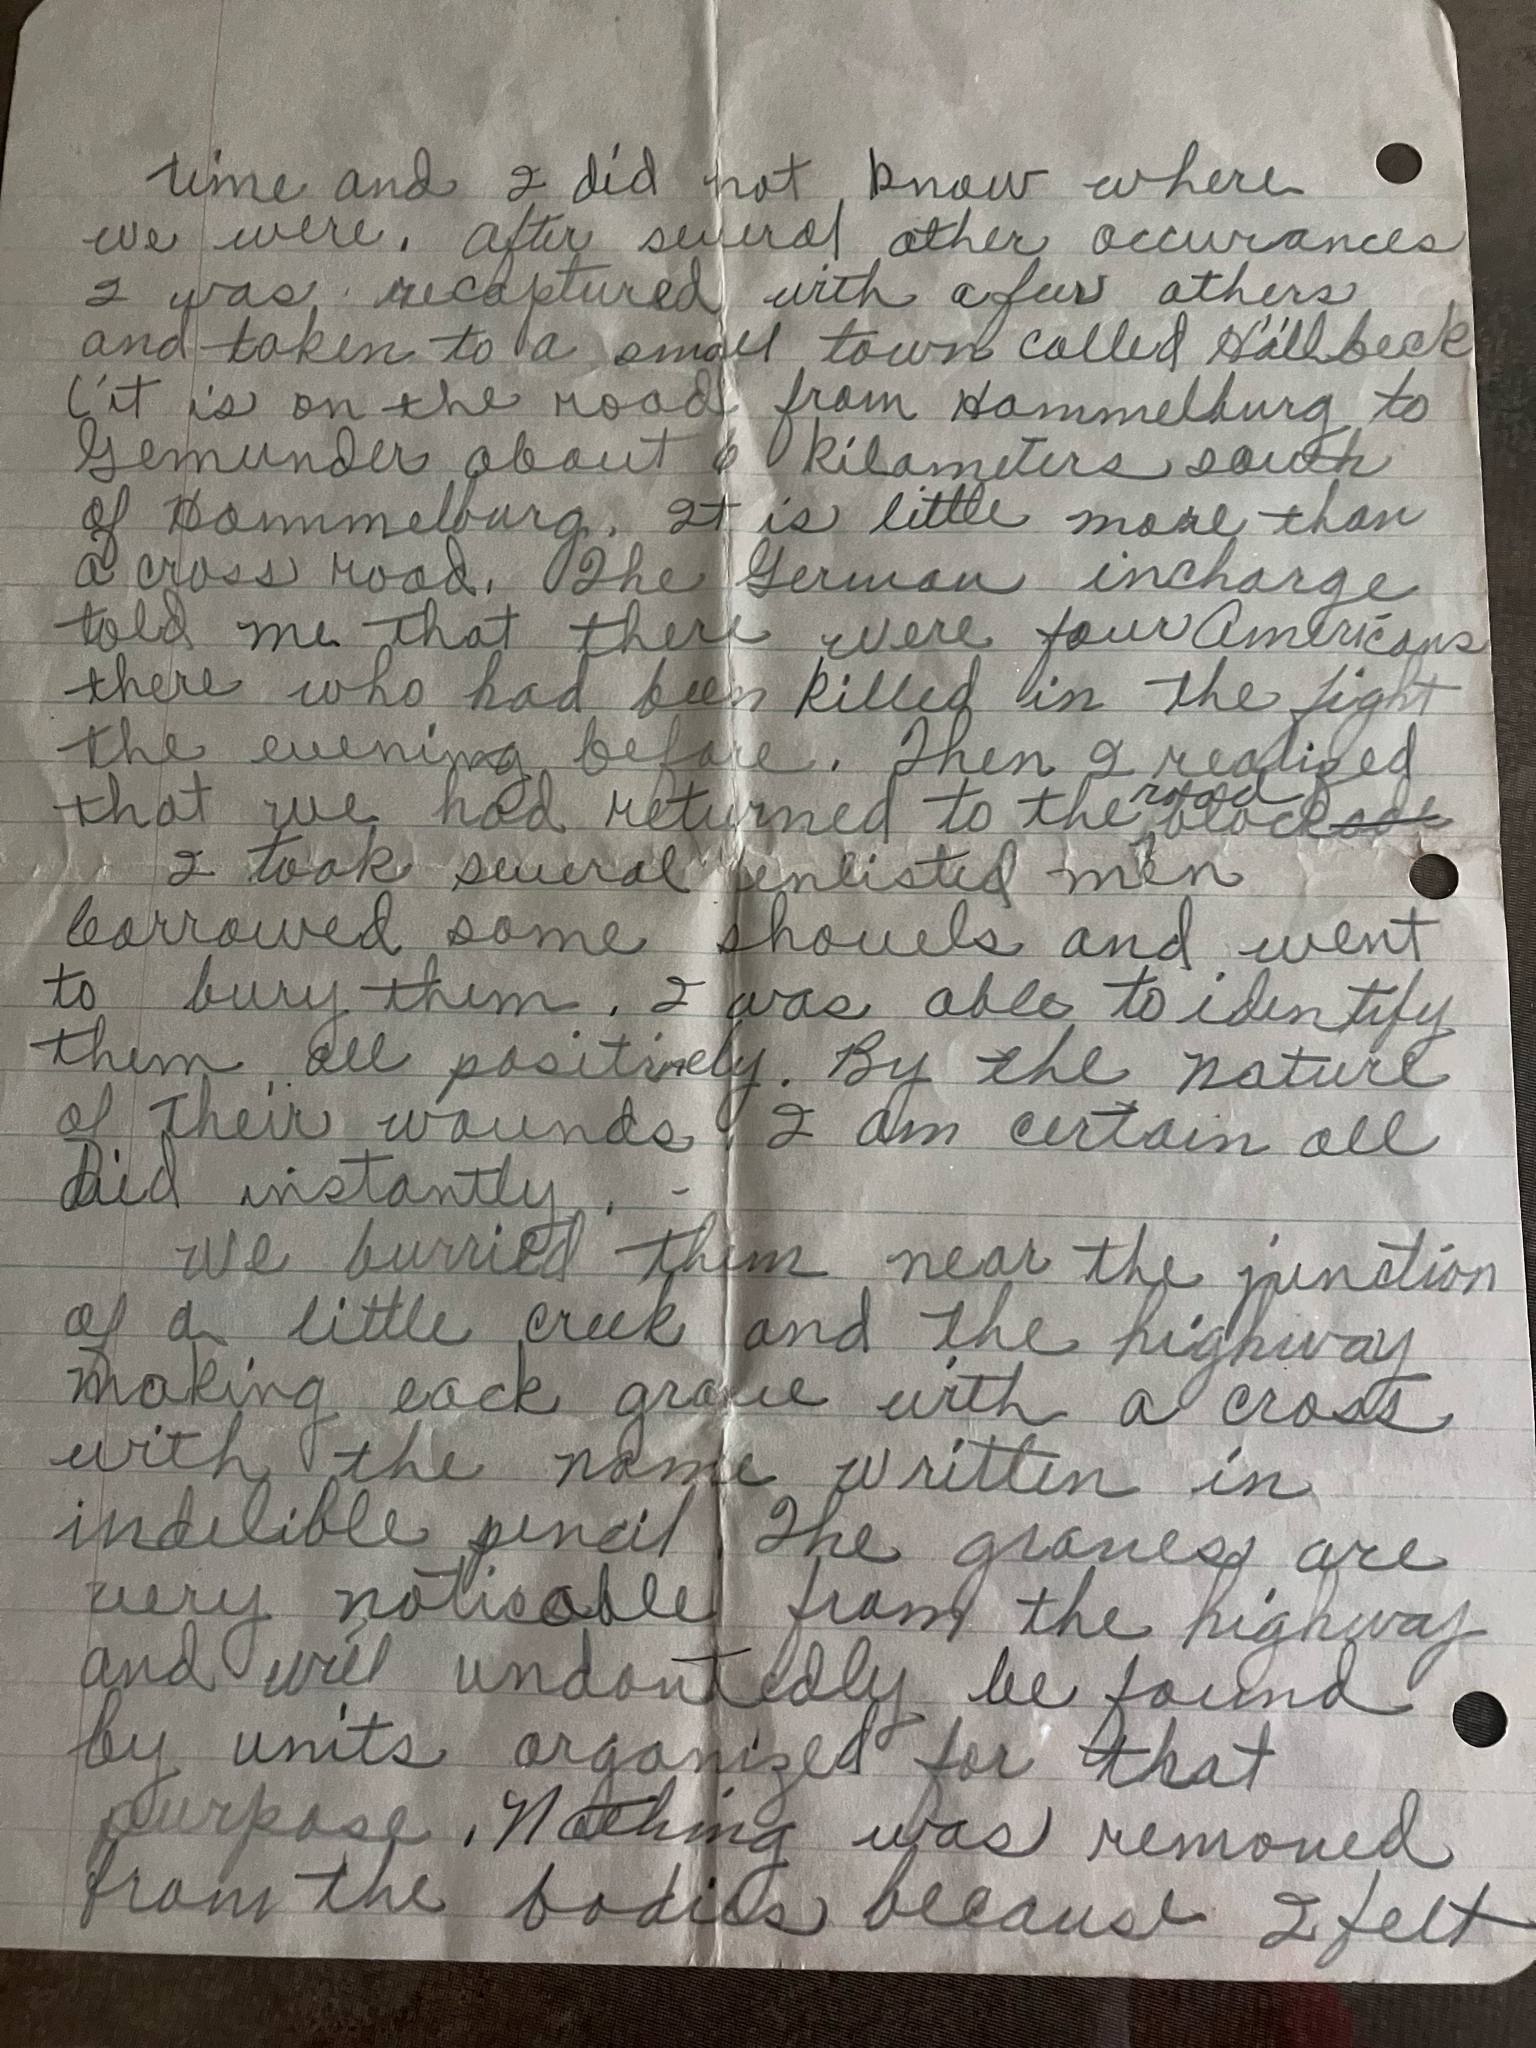 time and I did not know where
we were. After several other occurances
I was recaptured with a few others
and taken to a small town called Hällbeck
(it is on the road from Hammelburg to
Gemunder about 6 kilameters south
of Hammelburg. It is little more than
a cross road. The German incharge
told me that there were four Americans
there who had been killed in the fight
the evening before. Then I realized
that we had returned to the road blockade
I took several enlisted men
borrowed some shovels and went
to bury them. I was able to identify
them all positively. By the nature
of their wounds I am certain all
died instantly. -
We burried them near the junction
of a little creek and the highway
making each grave with a cross
with the name written in
indelible pencil. The graves are
very noticable from the highway
and will undoutedly be found
by units organized for that
purpose. Nothing was removed
from the bodies because I felt